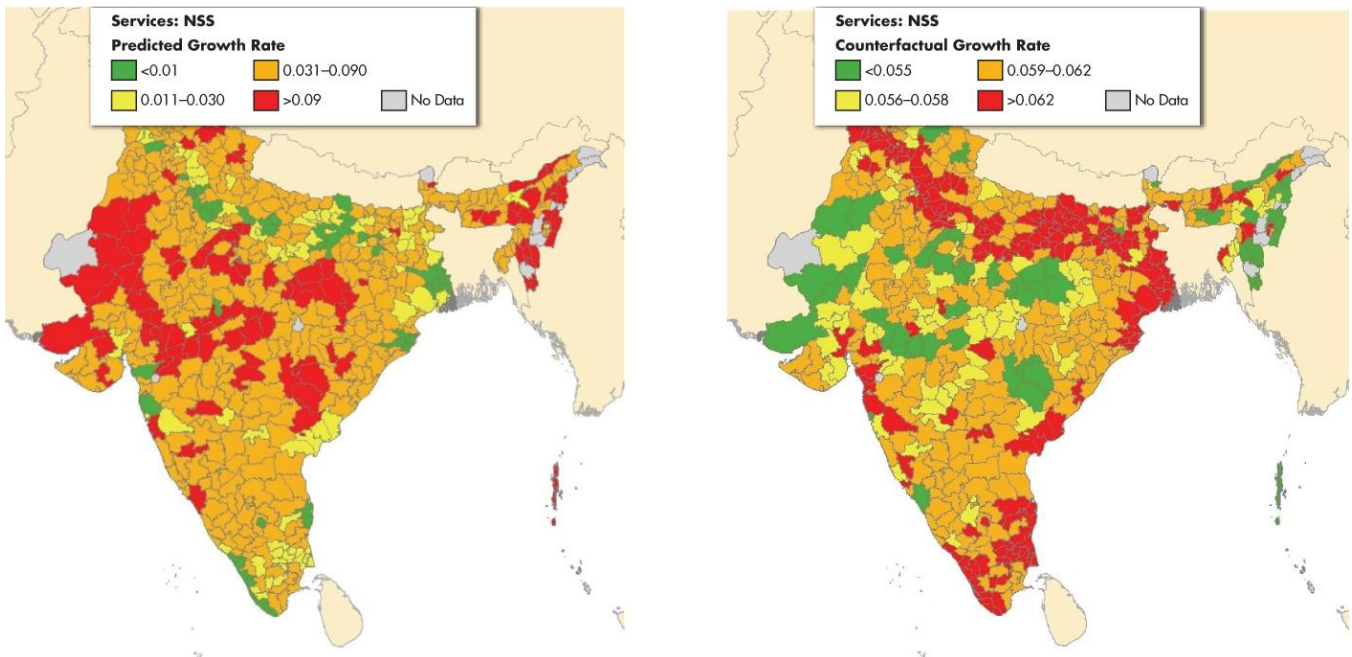 Services: NSS
Predicted Growth Rate
<0.01
0.031–0.090
0.011–0.030
>0.09
No Data
Services: NSS
Counterfactual Growth Rate
<0.055
0.059–0.062
0.056–0.058
>0.062
No Data